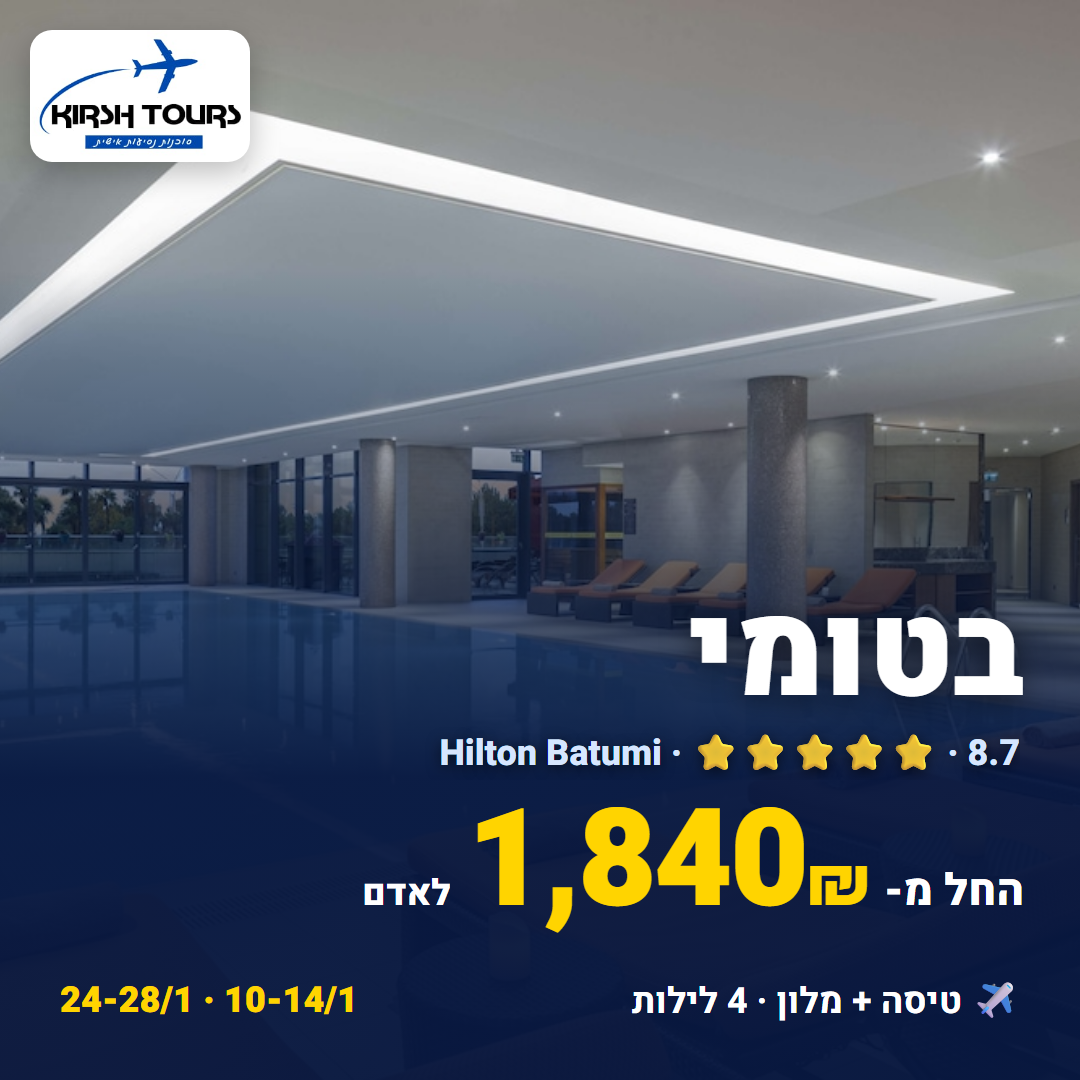 KIRSH TOURS
סוכנות נסיעות אישית
בטומי
8.7 · ⭐⭐⭐⭐⭐ · Hilton Batumi
החל מ- ₪1,840 לאדם
✈️ טיסה + מלון · 4 לילות
24-28/1 · 10-14/1